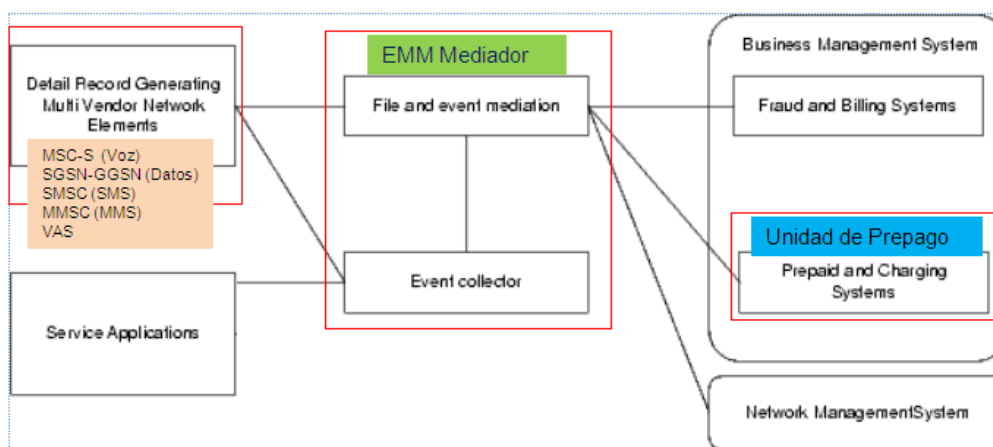 Detail Record Generating
Multi Vendor Network
Elements
MSC-S (Voz)
SGSN-GGSN (Datos)
SMSC (SMS)
MMSC (MMS)
VAS
Service Applications
EMM Mediador
File and event mediation
Event collector
Business Management System
Fraud and Billing Systems
Unidad de Prepago
Prepaid and Charging
Systems
Network ManagementSystem